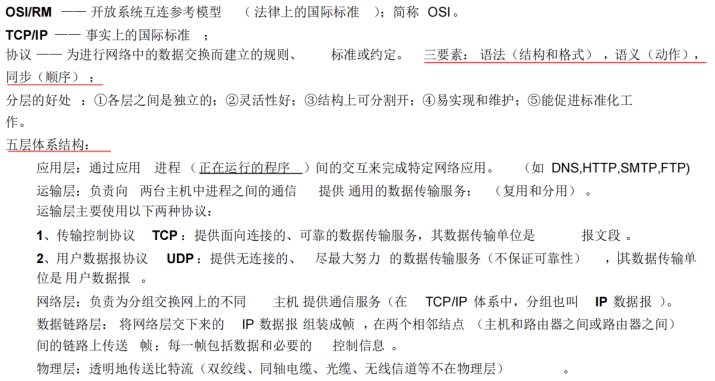 OSI/RM —— 开放系统互连参考模型 （ 法律上的国际标准 ）；简称 OSI。
TCP/IP —— 事实上的国际标准 ；
协议 —— 为进行网络中的数据交换而建立的规则、 标准或约定。 三要素：语法（结构和格式） ，语义（动作），
同步（顺序） ；
分层的好处 ：①各层之间是独立的；②灵活性好；③结构上可分割开；④易实现和维护；⑤能促进标准化工
作。
五层体系结构：
应用层：通过应用 进程 （ 正在运行的程序 ）间的交互来完成特定网络应用。 （如 DNS,HTTP,SMTP,FTP)
运输层：负责向 两台主机中进程之间的通信 提供 通用的数据传输服务； （复用和分用） 。
运输层主要使用以下两种协议：
1、传输控制协议 TCP：提供面向连接的、可靠的数据传输服务，其数据传输单位是 报文段 。
2、用户数据报协议 UDP：提供无连接的、 尽最大努力 的数据传输服务（不保证可靠性） ，其数据传输单
位是 用户数据报 。
网络层：负责为分组交换网上的不同 主机 提供通信服务（在 TCP/IP 体系中，分组也叫 IP 数据报 ）。
数据链路层： 将网络层交下来的 IP 数据报 组装成帧 ，在两个相邻结点 （主机和路由器之间或路由器之间）
间的链路上传送 帧；每一帧包括数据和必要的 控制信息 。
物理层：透明地传送比特流（双绞线、同轴电缆、光缆、无线信道等不在物理层） 。